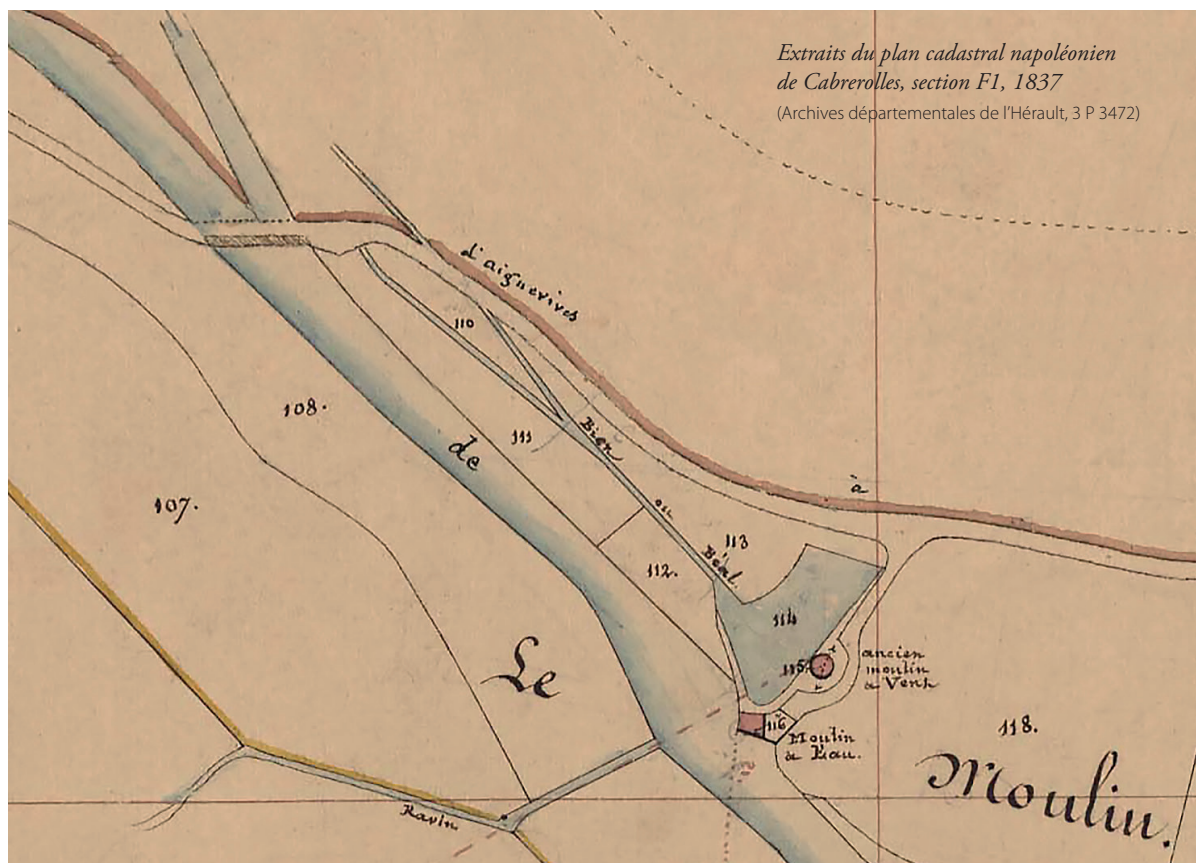 Extraits du plan cadastral napoléonien
de Cabrerolles, section F1, 1837
(Archives départementales de l’Hérault, 3 P 3472)
d'aiguevives
110
108.
111
Bien
de
à
107.
ou
113
Béal.
112.
114
115.
ancien
moulin
à Vent
Le
116
Moulin
à Eau.
118.
Moulin.
Ravin